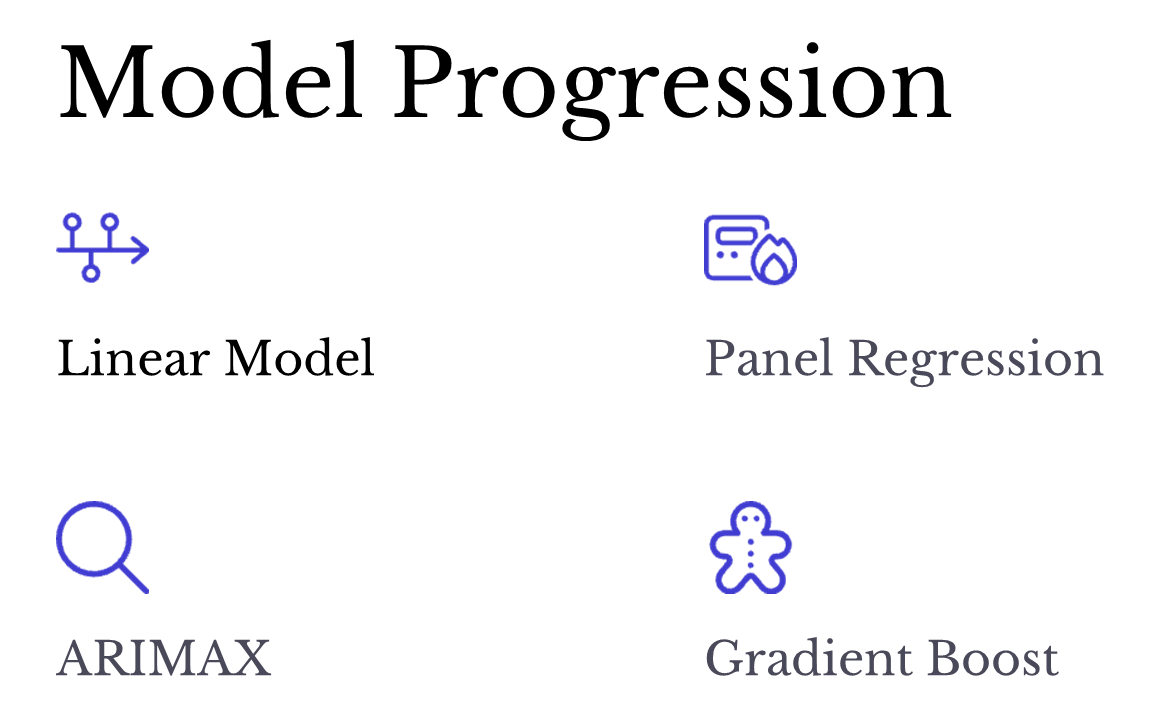 Model Progression
Linear Model
Panel Regression
ARIMAX
Gradient Boost